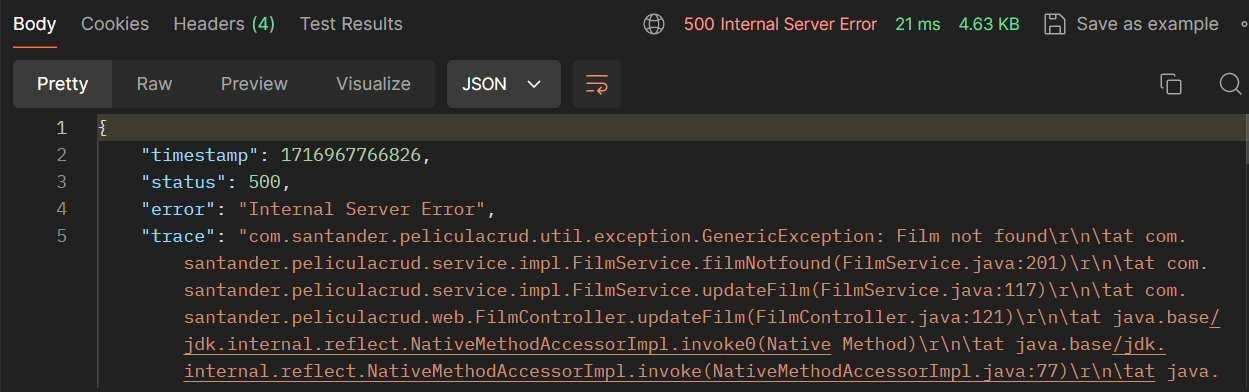 Body Cookies Headers (4) Test Results 500 Internal Server Error 21 ms 4.63 KB Save as example
Pretty Raw Preview Visualize JSON
1 {
2 "timestamp": 1716967766826,
3 "status": 500,
4 "error": "Internal Server Error",
5 "trace": "com.santander.peliculacrud.util.exception.GenericException: Film not found\r\n\tat com.
santander.peliculacrud.service.impl.FilmService.filmNotfound(FilmService.java:201)\r\n\tat com.
santander.peliculacrud.service.impl.FilmService.updateFilm(FilmService.java:117)\r\n\tat com.
santander.peliculacrud.web.FilmController.updateFilm(FilmController.java:121)\r\n\tat java.base/
jdk.internal.reflect.NativeMethodAccessorImpl.invoke0(Native Method)\r\n\tat java.base/jdk.
internal.reflect.NativeMethodAccessorImpl.invoke(NativeMethodAccessorImpl.java:77)\r\n\tat java.